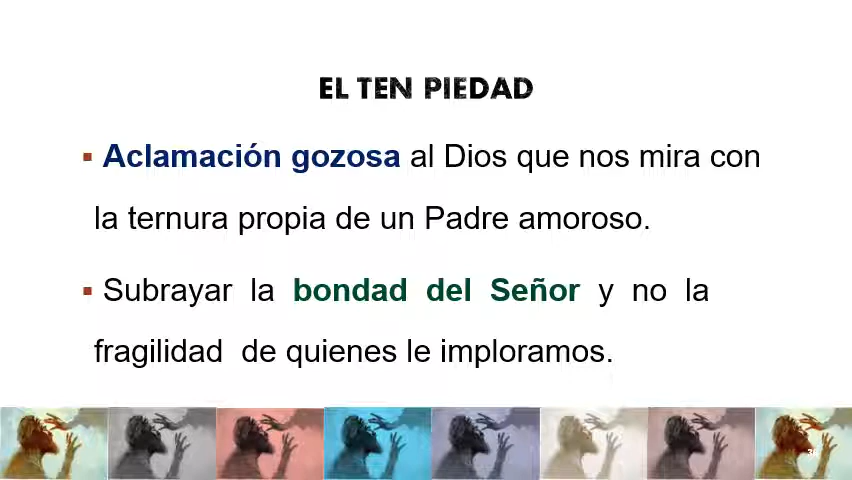 EL TEN PIEDAD
▪ Aclamación gozosa al Dios que nos mira con
la ternura propia de un Padre amoroso.
▪ Subrayar la bondad del Señor y no la
fragilidad de quienes le imploramos.